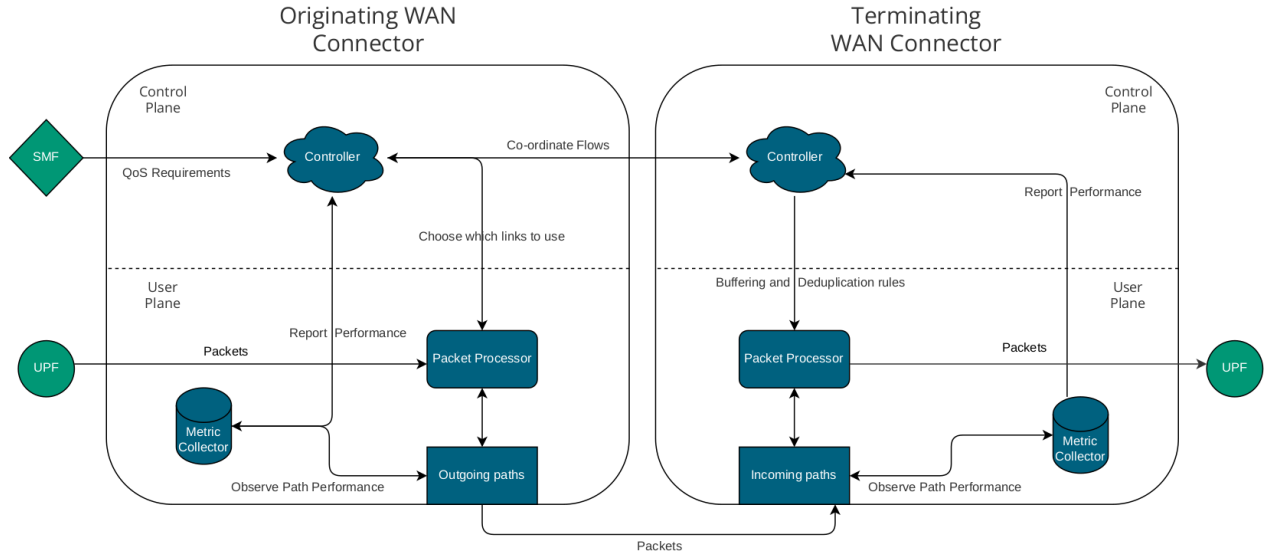 Originating WAN
Connector
Terminating
WAN Connector
Control
Plane
Control
Plane
SMF
QoS Requirements
Controller
Co-ordinate Flows
Controller
Report Performance
Choose which links to use
User
Plane
Buffering and Deduplication rules
User
Plane
Report Performance
UPF
Packets
Packet Processor
Packet Processor
Packets
UPF
Metric
Collector
Metric
Collector
Outgoing paths
Incoming paths
Observe Path Performance
Observe Path Performance
Packets